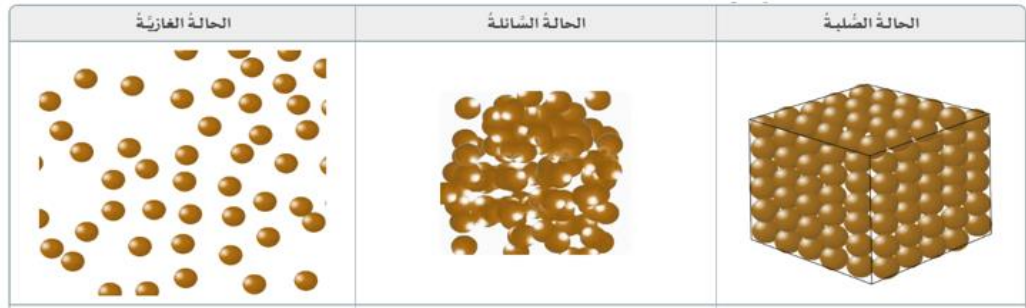 الحالةُ الصُّلبةُ
الحالةُ السَّائلةُ
الحالةُ الغازيَّةُ